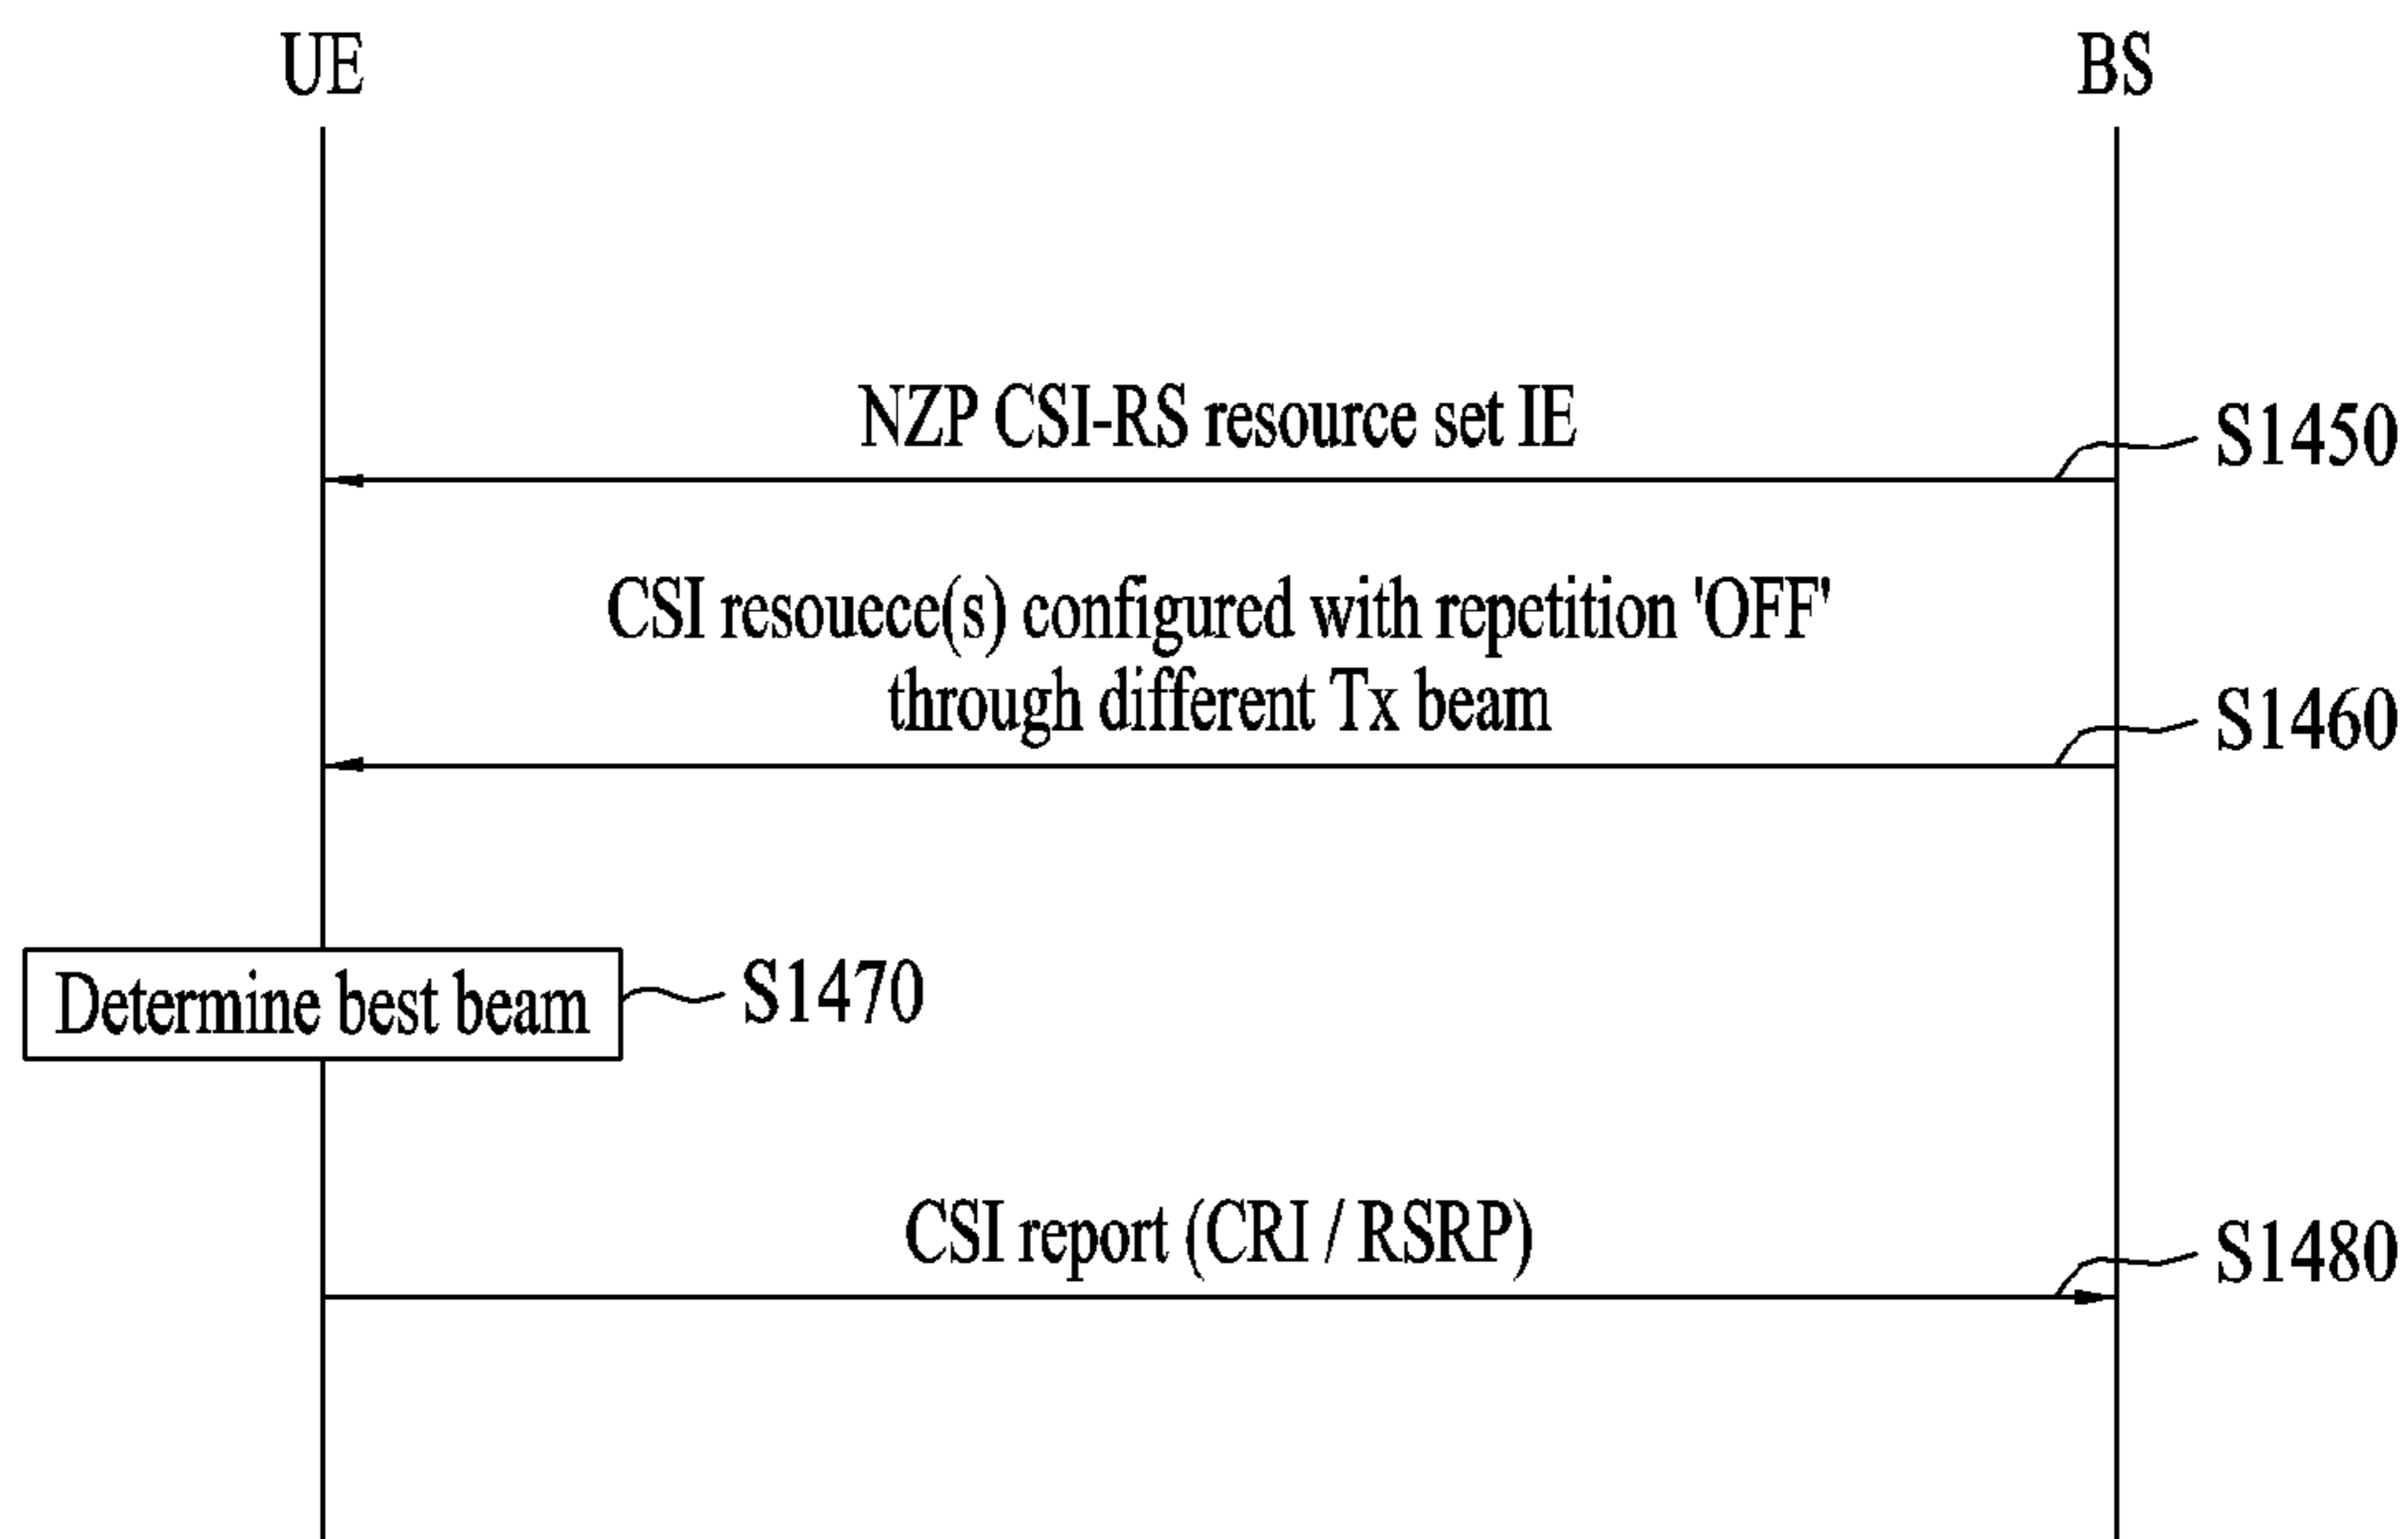 UE
BS
NZP CSI-RS resource set IE
S1450
CSI resouece(s) configured with repetition 'OFF'
through different Tx beam
S1460
Determine best beam
S1470
CSI report (CRI / RSRP)
S1480